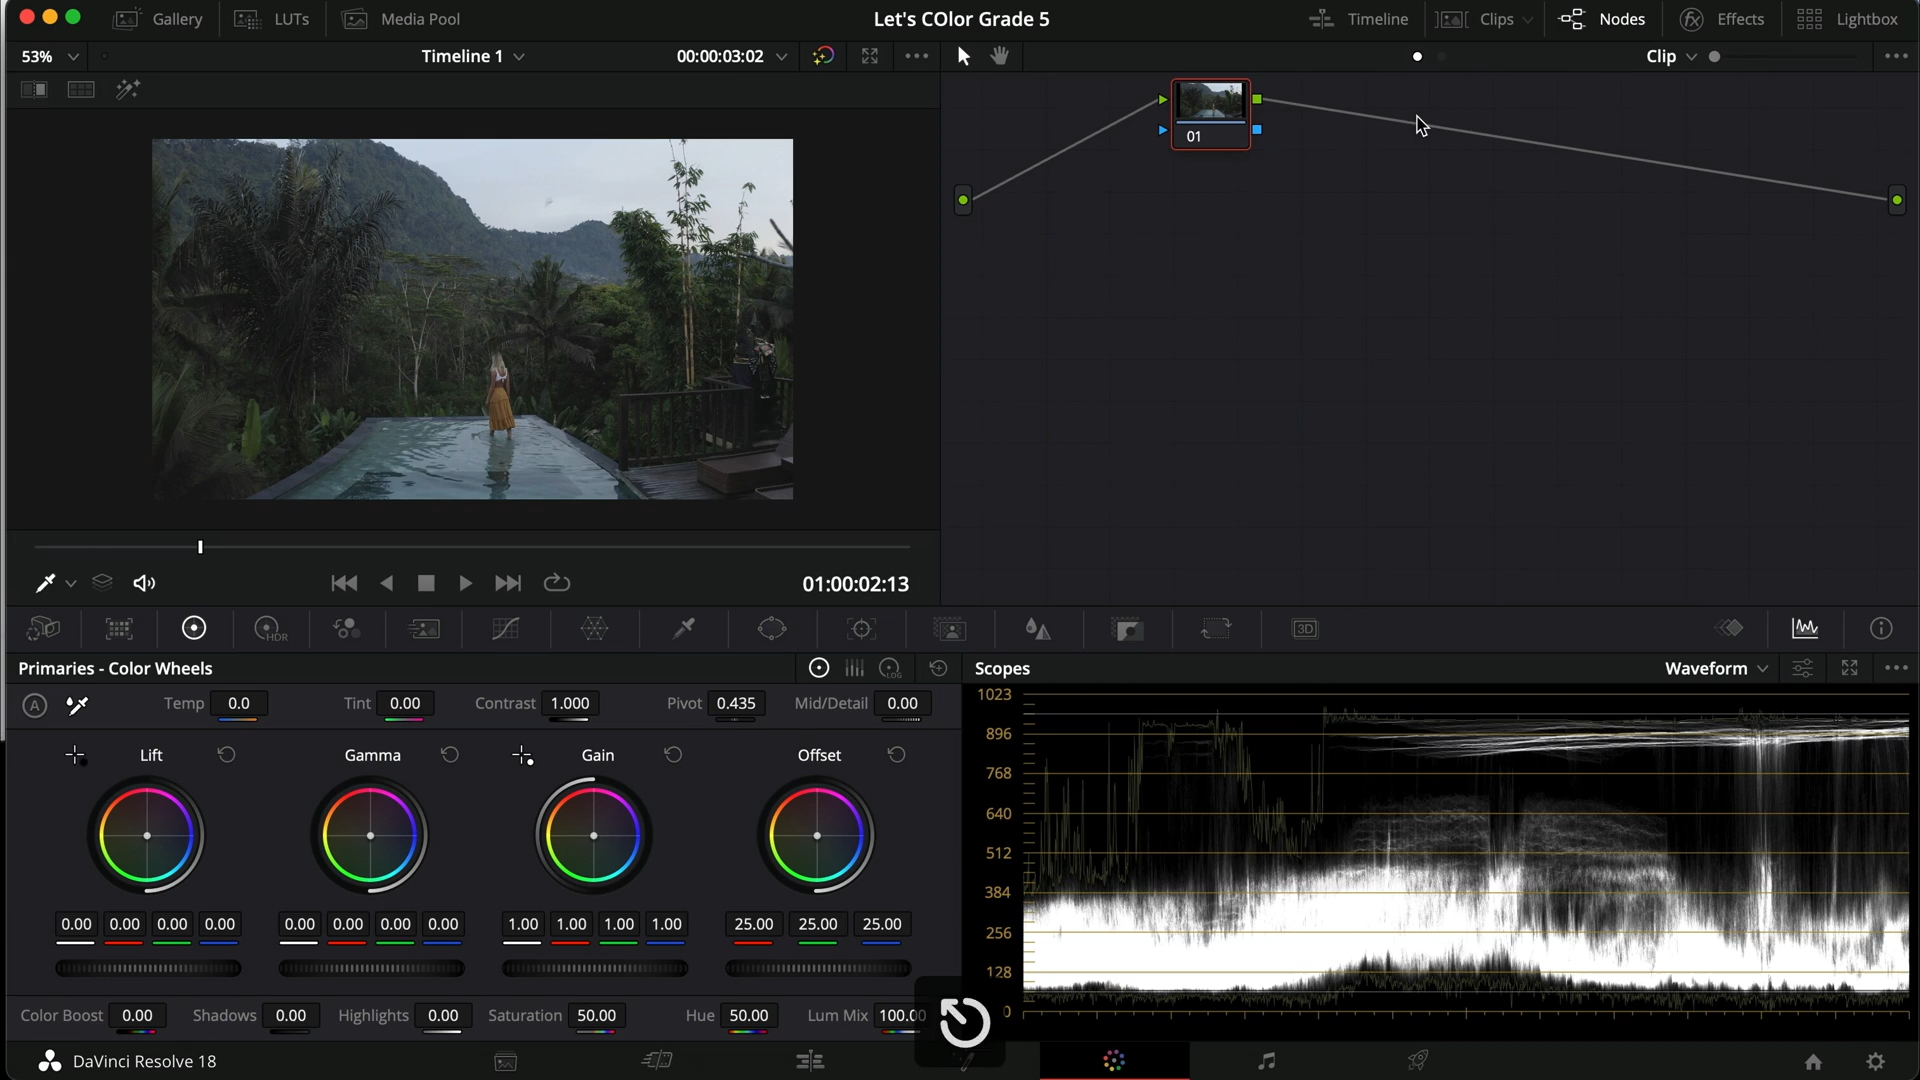 Gallery LUTs Media Pool Let's COlor Grade 5 Timeline Clips Nodes Effects Lightbox
53% Timeline 1 00:00:03:02 Clip
01
01:00:02:13
HDR 3D
Primaries - Color Wheels LOG Scopes Waveform
A Temp 0.0 Tint 0.00 Contrast 1.000 Pivot 0.435 Mid/Detail 0.00
Lift Gamma Gain Offset
0.00 0.00 0.00 0.00 0.00 0.00 0.00 0.00 1.00 1.00 1.00 1.00 25.00 25.00 25.00
Color Boost 0.00 Shadows 0.00 Highlights 0.00 Saturation 50.00 Hue 50.00 Lum Mix 100.00
1023
896
768
640
512
384
256
128
0
DaVinci Resolve 18